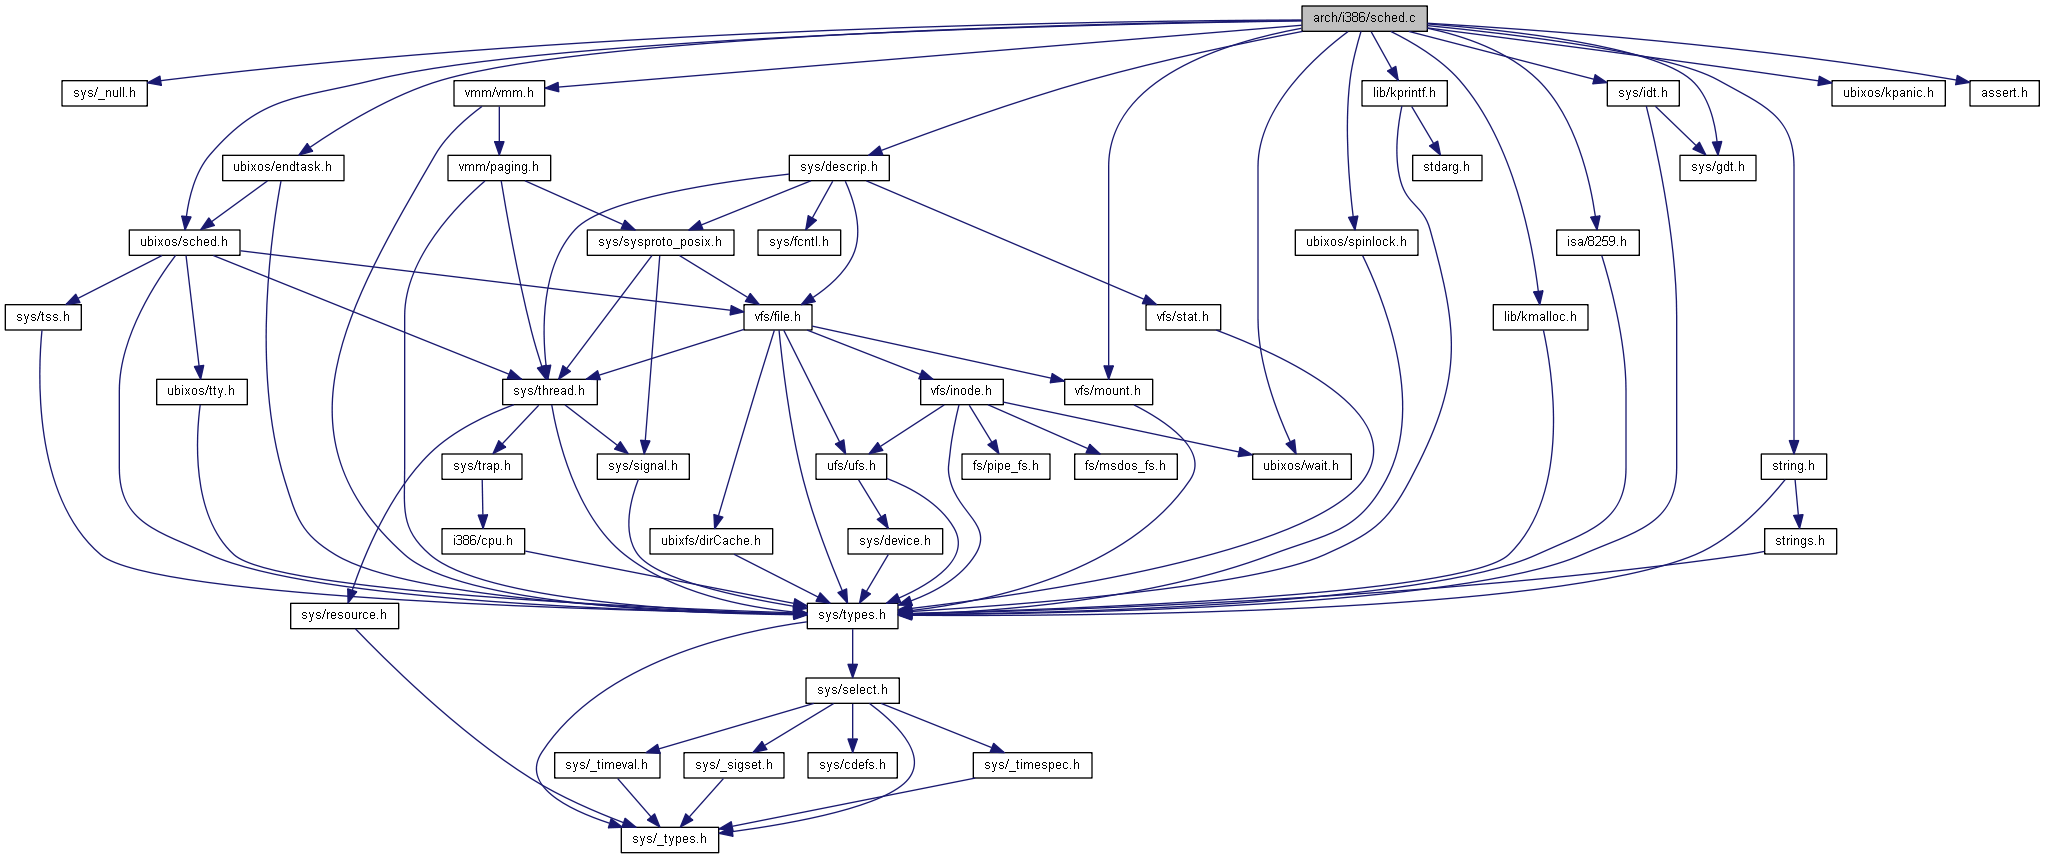 arch/i386/sched.c
sys/_null.h
vmm/vmm.h
lib/kprintf.h
sys/idt.h
ubixos/kpanic.h
assert.h
ubixos/endtask.h
vmm/paging.h
sys/descrip.h
stdarg.h
sys/gdt.h
ubixos/sched.h
sys/sysproto_posix.h
sys/fcntl.h
ubixos/spinlock.h
isa/8259.h
sys/tss.h
vfs/file.h
vfs/stat.h
lib/kmalloc.h
ubixos/tty.h
sys/thread.h
vfs/inode.h
vfs/mount.h
sys/trap.h
sys/signal.h
ufs/ufs.h
fs/pipe_fs.h
fs/msdos_fs.h
ubixos/wait.h
string.h
i386/cpu.h
ubixfs/dirCache.h
sys/device.h
strings.h
sys/resource.h
sys/types.h
sys/select.h
sys/_timeval.h
sys/_sigset.h
sys/cdefs.h
sys/_timespec.h
sys/_types.h